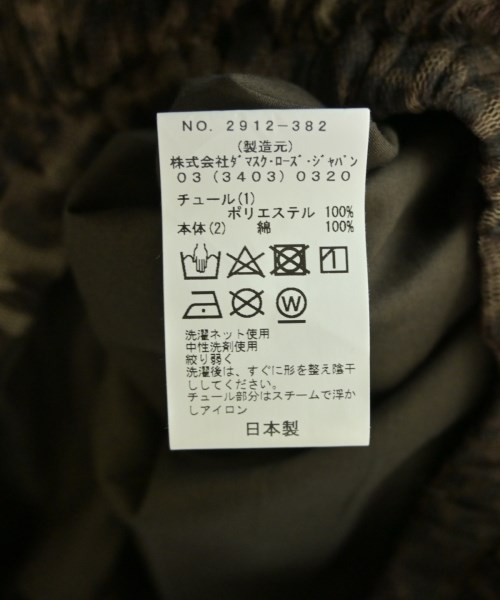 NO. 2912-382
(製造元)
株式会社ﾀﾞﾏｽｸ･ﾛｰｽﾞ･ｼﾞｬﾊﾟﾝ
03 (3403) 0320
チュール(1)
ポリエステル 100%
本体(2) 綿 100%
W
洗濯ネット使用
中性洗剤使用
絞り弱く
洗濯後は、すぐに形を整え陰干
ししてください。
チュール部分はスチームで浮か
しアイロン
日本製